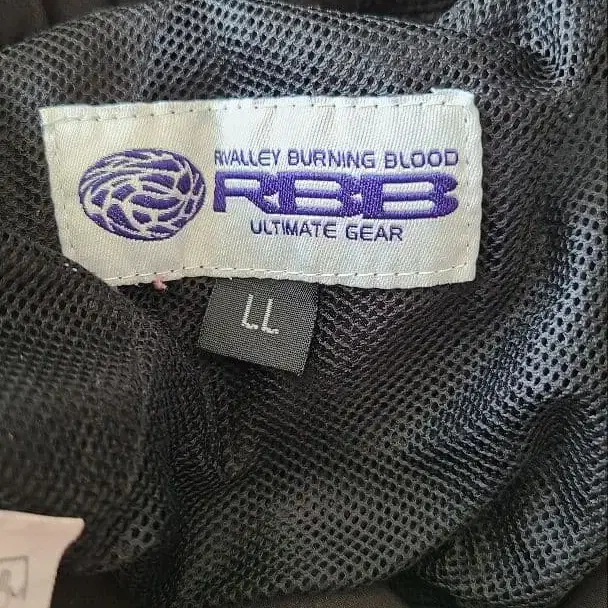 RIVALLEY BURNING BLOOD
RBB
ULTIMATE GEAR
LL